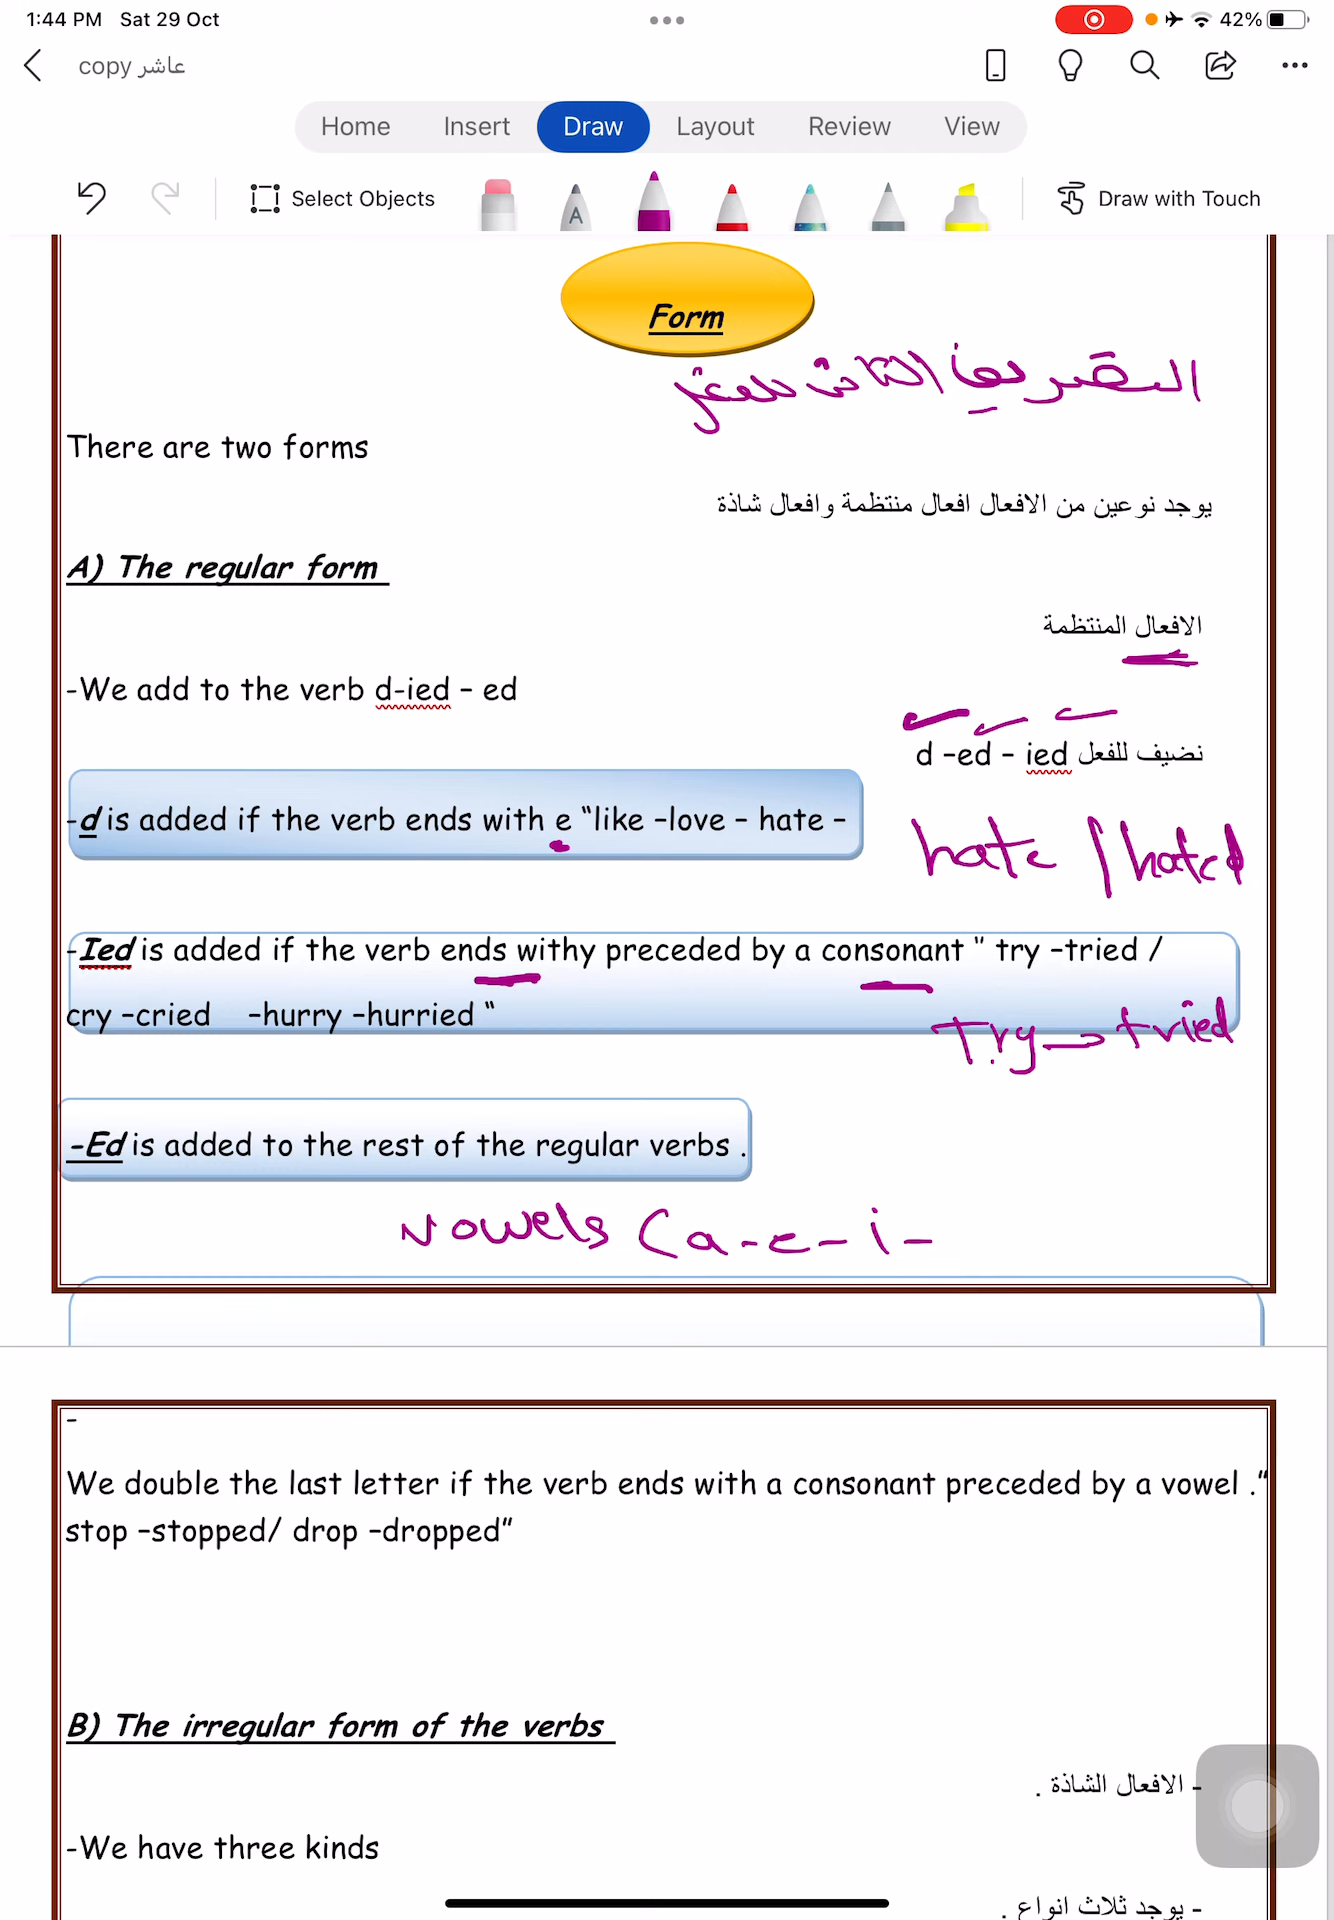 1:44 PM Sat 29 Oct
42%
copy عاشر
Home Insert Draw Layout Review View
Select Objects
A
Draw with Touch
Form
التصريف الثالث للفعل
There are two forms
يوجد نوعين من الافعال افعال منتظمة وافعال شاذة
A) The regular form
الافعال المنتظمة
-We add to the verb d-ied – ed
نضيف للفعل d –ed – ied
-d is added if the verb ends with e “like –love – hate –
hate / hated
-Ied is added if the verb ends withy preceded by a consonant " try –tried /
cry –cried –hurry –hurried “
try → tried
-Ed is added to the rest of the regular verbs .
Vowels (a-e-i-
-
We double the last letter if the verb ends with a consonant preceded by a vowel .”
stop –stopped/ drop –dropped”
B) The irregular form of the verbs
- الافعال الشاذة .
-We have three kinds
- يوجد ثلاث انواع .